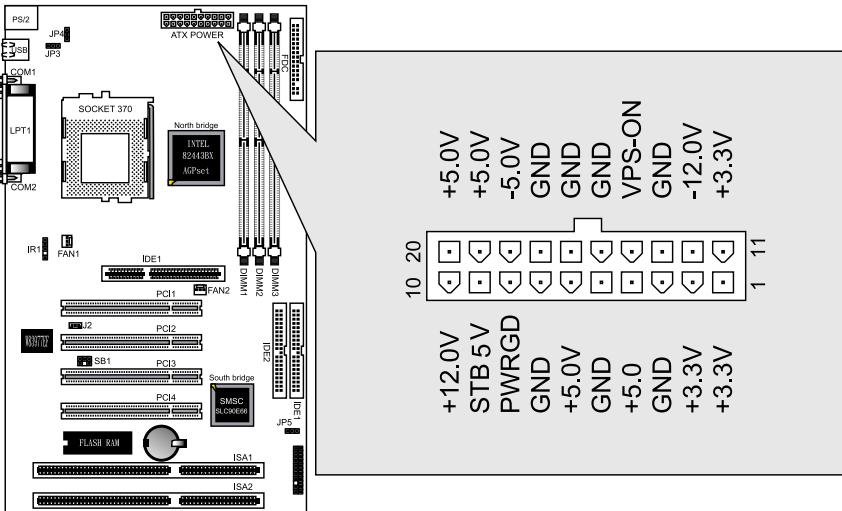 PS/2
USB
JP4
JP3
ATX POWER
FDC
COM1
LPT1
COM2
SOCKET 370
North bridge
INTEL
82443BX
AGPset
IR1
FAN1
IDE1
FAN2
DIMM1
DIMM2
DIMM3
PCI1
J2
PCI2
W83977EF
SB1
PCI3
PCI4
IDE2
IDE1
South bridge
SMSC
SLC90E66
JP5
FLASH RAM
ISA1
ISA2
+5.0V
+5.0V
-5.0V
GND
GND
GND
VPS-ON
GND
-12.0V
+3.3V
20
11
10
1
+12.0V
STB 5V
PWRGD
GND
+5.0V
GND
+5.0
GND
+3.3V
+3.3V